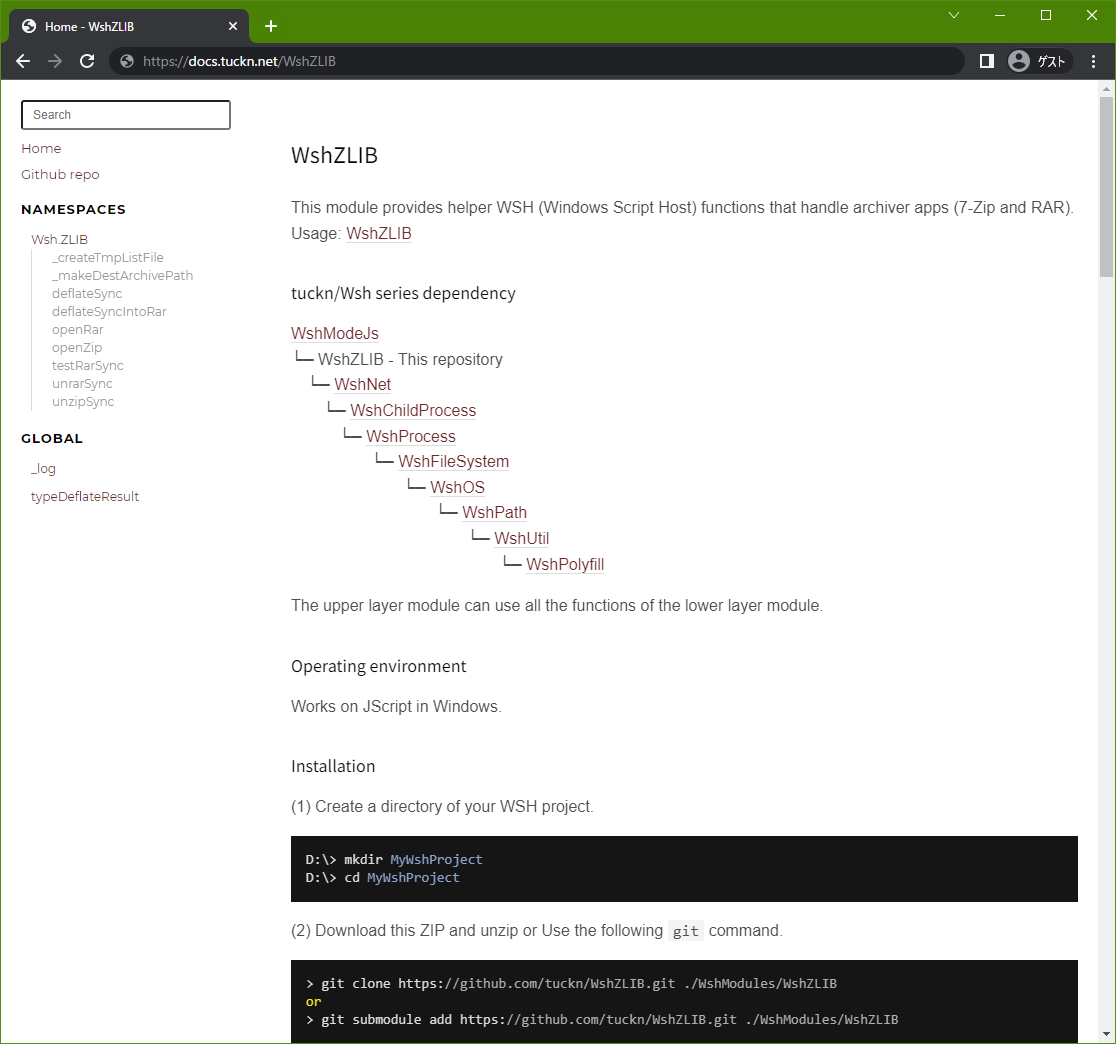 Home - WshZLIB
https://docs.tuckn.net/WshZLIB
ゲスト
Search
Home
Github repo
NAMESPACES
Wsh.ZLIB
_createTmpListFile
_makeDestArchivePath
deflateSync
deflateSyncIntoRar
openRar
openZip
testRarSync
unrarSync
unzipSync
GLOBAL
_log
typeDeflateResult
WshZLIB
This module provides helper WSH (Windows Script Host) functions that handle archiver apps (7-Zip and RAR).
Usage: WshZLIB
tuckn/Wsh series dependency
WshModeJs
└─ WshZLIB - This repository
└─ WshNet
└─ WshChildProcess
└─ WshProcess
└─ WshFileSystem
└─ WshOS
└─ WshPath
└─ WshUtil
└─ WshPolyfill
The upper layer module can use all the functions of the lower layer module.
Operating environment
Works on JScript in Windows.
Installation
(1) Create a directory of your WSH project.
D:\> mkdir MyWshProject
D:\> cd MyWshProject
(2) Download this ZIP and unzip or Use the following git command.
> git clone https://github.com/tuckn/WshZLIB.git ./WshModules/WshZLIB
or
> git submodule add https://github.com/tuckn/WshZLIB.git ./WshModules/WshZLIB